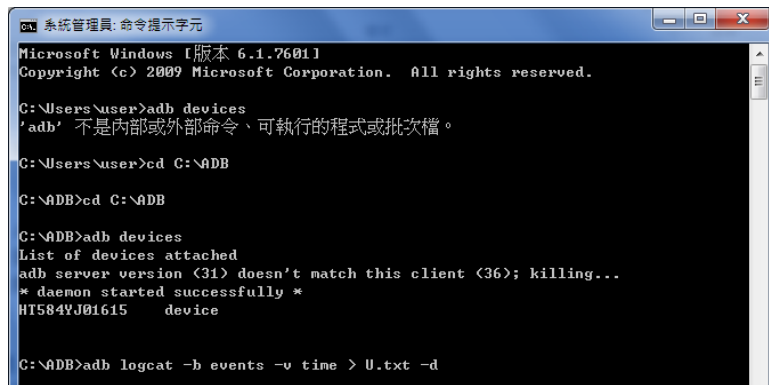 系統管理員: 命令提示字元
Microsoft Windows [版本 6.1.7601]
Copyright (c) 2009 Microsoft Corporation.  All rights reserved.
C:\Users\user>adb devices
'adb' 不是內部或外部命令、可執行的程式或批次檔。
C:\Users\user>cd C:\ADB
C:\ADB>cd C:\ADB
C:\ADB>adb devices
List of devices attached
adb server version (31) doesn't match this client (36); killing...
* daemon started successfully *
HT584YJ01615    device
C:\ADB>adb logcat -b events -v time > U.txt -d